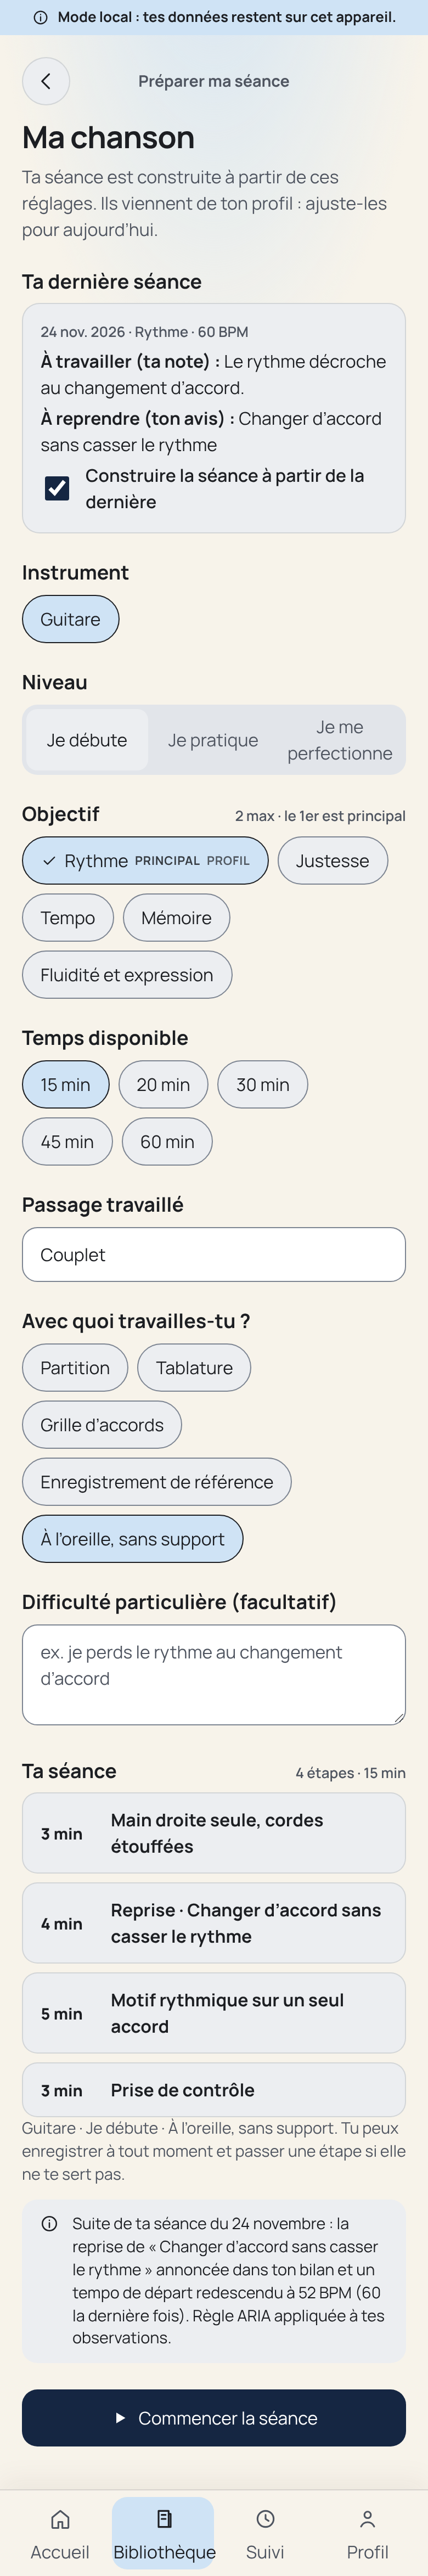 Mode local : tes données restent sur cet appareil.
Préparer ma séance
Ma chanson
Ta séance est construite à partir de ces
réglages. Ils viennent de ton profil : ajuste-les
pour aujourd’hui.
Ta dernière séance
24 nov. 2026 · Rythme · 60 BPM
À travailler (ta note) : Le rythme décroche
au changement d’accord.
À reprendre (ton avis) : Changer d’accord
sans casser le rythme
Construire la séance à partir de la
dernière
Instrument
Guitare
Niveau
Je débute
Je pratique
Je me
perfectionne
Objectif
2 max · le 1er est principal
Rythme PRINCIPAL PROFIL
Justesse
Tempo
Mémoire
Fluidité et expression
Temps disponible
15 min
20 min
30 min
45 min
60 min
Passage travaillé
Couplet
Avec quoi travailles-tu ?
Partition
Tablature
Grille d’accords
Enregistrement de référence
À l’oreille, sans support
Difficulté particulière (facultatif)
ex. je perds le rythme au changement
d’accord
Ta séance
4 étapes · 15 min
3 min
Main droite seule, cordes
étouffées
4 min
Reprise · Changer d’accord sans
casser le rythme
5 min
Motif rythmique sur un seul
accord
3 min
Prise de contrôle
Guitare · Je débute · À l’oreille, sans support. Tu peux
enregistrer à tout moment et passer une étape si elle
ne te sert pas.
Suite de ta séance du 24 novembre : la
reprise de « Changer d’accord sans casser
le rythme » annoncée dans ton bilan et un
tempo de départ redescendu à 52 BPM (60
la dernière fois). Règle ARIA appliquée à tes
observations.
Commencer la séance
Accueil
Bibliothèque
Suivi
Profil